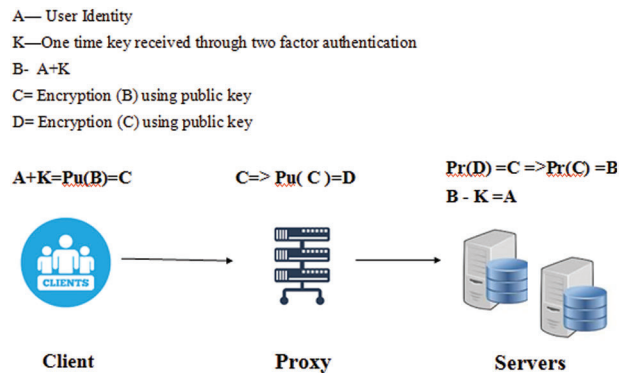 A— User Identity
K—One time key received through two factor authentication
B- A+K
C= Encryption (B) using public key
D= Encryption (C) using public key
A+K=Pu(B)=C
C=> Pu( C )=D
Pr(D) =C =>Pr(C) =B
B - K =A
CLIENTS
Client
Proxy
Servers